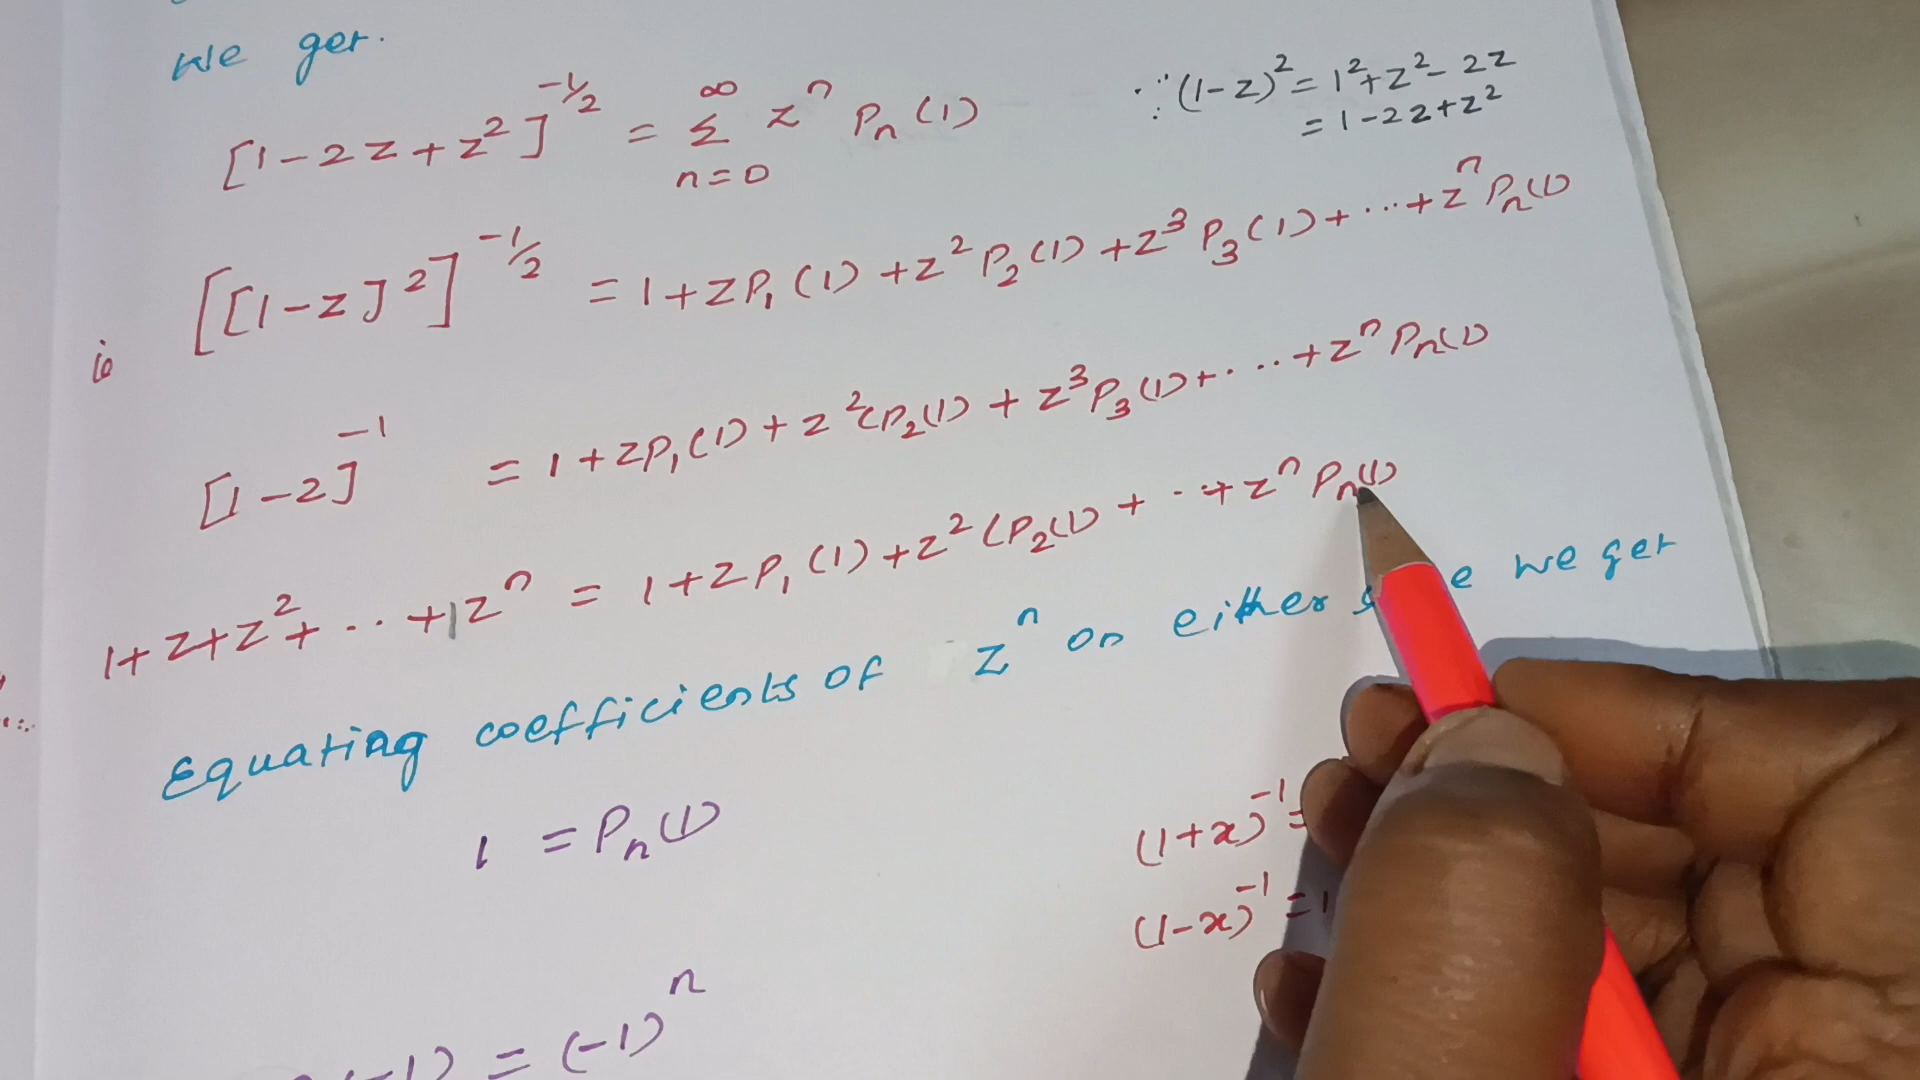 we get.
[1-2z+z²]^{-1/2} = Σ_{n=0}^{∞} zⁿ Pₙ(1)
∵ (1-z)² = 1²+z²-2z
= 1-2z+z²
ie [[1-z]²]^{-1/2} = 1+zP₁(1)+z²P₂(1)+z³P₃(1)+...+zⁿPₙ(1)
[1-z]^{-1} = 1+zP₁(1)+z²(P₂(1)+z³P₃(1)+....+zⁿPₙ(1)
1+z+z²+...+1zⁿ = 1+zP₁(1)+z²(P₂(1)+...+zⁿPₙ(1)
Equating coefficients of zⁿ on either we get
1 = Pₙ(1)
(1+x)^{-1} =
(1-x)^{-1} = 1
(-1) = (-1)ⁿ